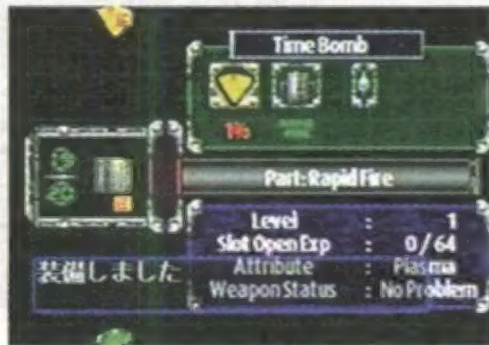 Time Bomb
Part: Rapid Fire
Level : 1
Slot Open Exp : 0/64
装備しました
Attribute : Plasma
Weapon Status : No Problem